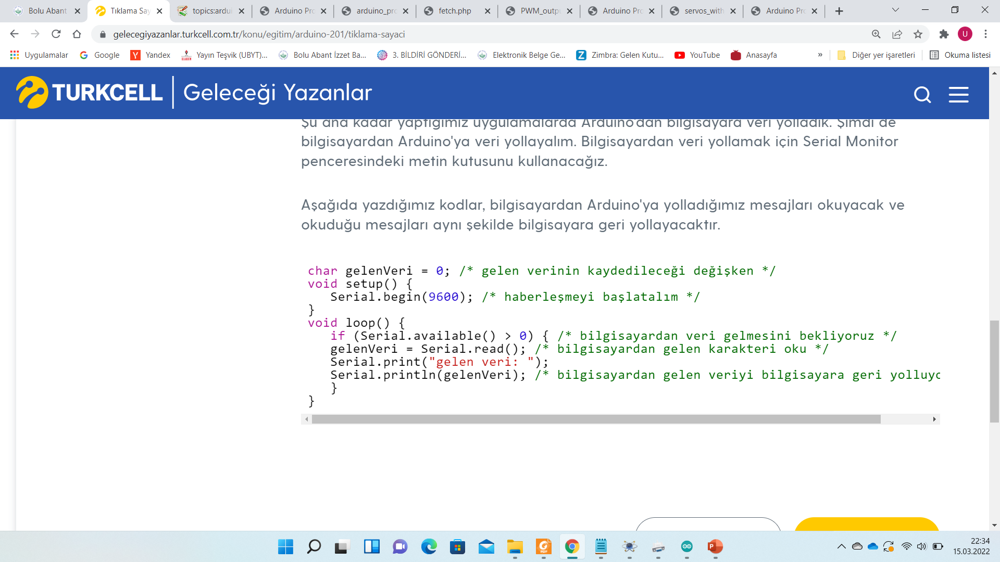 Bolu Abant
Tıklama Say
topics:ardui
Arduino Pro
arduino_pro
fetch.php
PWM_outpu
Arduino Pro
servos_with
Arduino Pro
gelecegiyazanlar.turkcell.com.tr/konu/egitim/arduino-201/tiklama-sayaci
U
Uygulamalar
Google
Yandex
Yayın Teşvik (UBYT)...
Bolu Abant İzzet Ba...
3. BİLDİRİ GÖNDERİ...
Elektronik Belge Ge...
Zimbra: Gelen Kutu...
YouTube
Anasayfa
»
Diğer yer işaretleri
Okuma listesi
TURKCELL Geleceği Yazanlar
Şu ana kadar yaptığımız uygulamalarda Arduino'dan bilgisayara veri yolladık. Şimdi de
bilgisayardan Arduino'ya veri yollayalım. Bilgisayardan veri yollamak için Serial Monitor
penceresindeki metin kutusunu kullanacağız.
Aşağıda yazdığımız kodlar, bilgisayardan Arduino'ya yolladığımız mesajları okuyacak ve
okuduğu mesajları aynı şekilde bilgisayara geri yollayacaktır.
char gelenVeri = 0; /* gelen verinin kaydedileceği değişken */
void setup() {
Serial.begin(9600); /* haberleşmeyi başlatalım */
}
void loop() {
if (Serial.available() > 0) { /* bilgisayardan veri gelmesini bekliyoruz */
gelenVeri = Serial.read(); /* bilgisayardan gelen karakteri oku */
Serial.print("gelen veri: ");
Serial.println(gelenVeri); /* bilgisayardan gelen veriyi bilgisayara geri yolluyo
}
}
22:34
15.03.2022